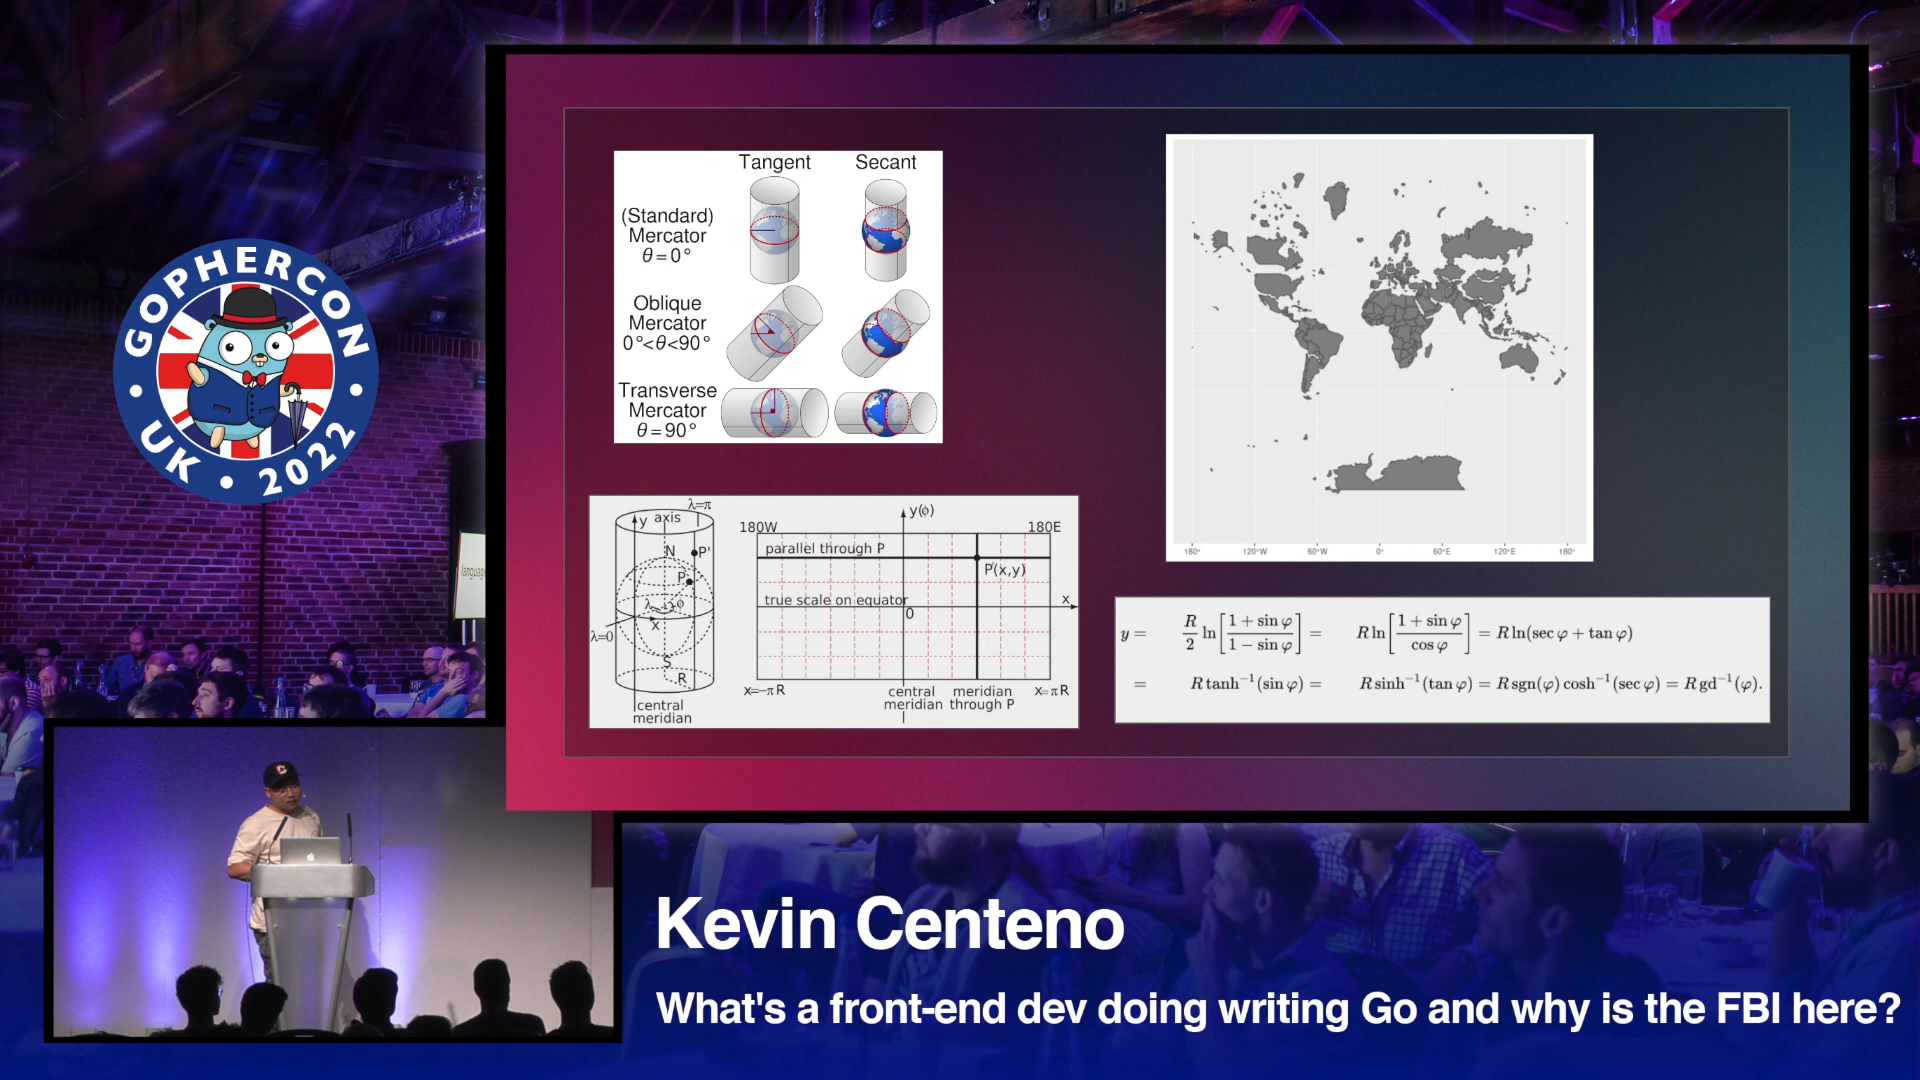 GOPHERCON
UK • 2022
Tangent Secant
(Standard)
Mercator
θ = 0°
Oblique
Mercator
0°<θ<90°
Transverse
Mercator
θ = 90°
180° 120°W 60°W 0° 60°E 120°E 180°
λ=π
y axis
N
P'
P
λ
φ
x
λ=0
S
R
central
meridian
y(φ)
180W 180E
parallel through P
P'(x,y)
true scale on equator
x
0
x=-πR
central
meridian
meridian
through P
x=πR
y = R/2 ln[1 + sin φ / 1 − sin φ] = R ln[1 + sin φ / cos φ] = R ln(sec φ + tan φ)
= R tanh⁻¹(sin φ) = R sinh⁻¹(tan φ) = R sgn(φ) cosh⁻¹(sec φ) = R gd⁻¹(φ).
language
Kevin Centeno
What's a front-end dev doing writing Go and why is the FBI here?